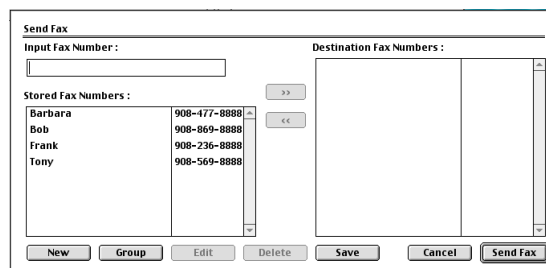 Send Fax
Input Fax Number :
Destination Fax Numbers :
>>
Stored Fax Numbers :
<<
Barbara 908-477-8888
Bob 908-869-8888
Frank 908-236-8888
Tony 908-569-8888
New Group Edit Delete Save Cancel Send Fax